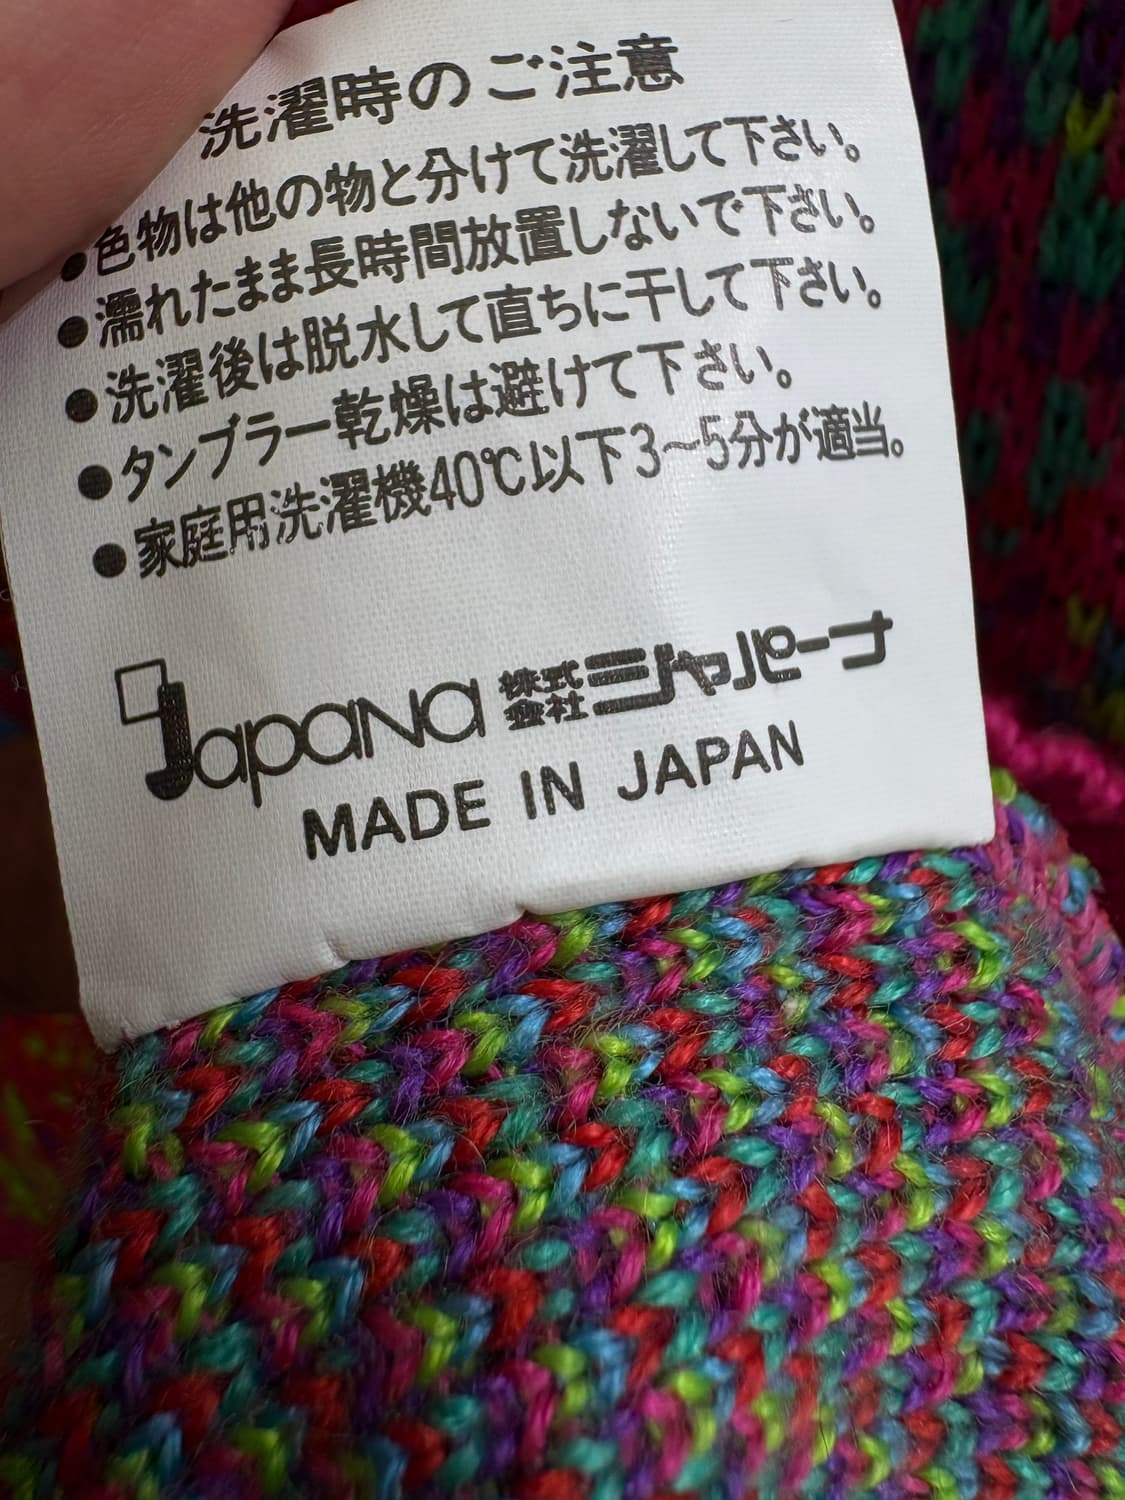 洗濯時のご注意
●色物は他の物と分けて洗濯して下さい。
●濡れたまま長時間放置しないで下さい。
●洗濯後は脱水して直ちに干して下さい。
●タンブラー乾燥は避けて下さい。
●家庭用洗濯機40℃以下3〜5分が適当。
Japana 株式会社ジャパーナ
MADE IN JAPAN